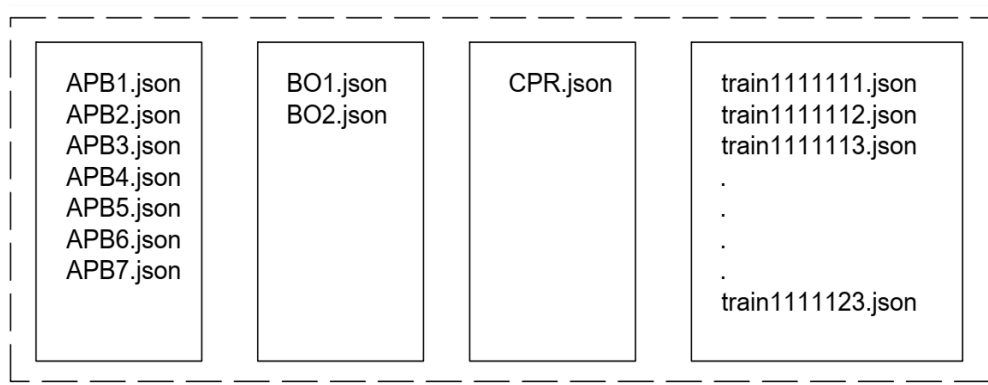 APB1.json
APB2.json
APB3.json
APB4.json
APB5.json
APB6.json
APB7.json
BO1.json
BO2.json
CPR.json
train1111111.json
train1111112.json
train1111113.json
.
.
.
.
train1111123.json